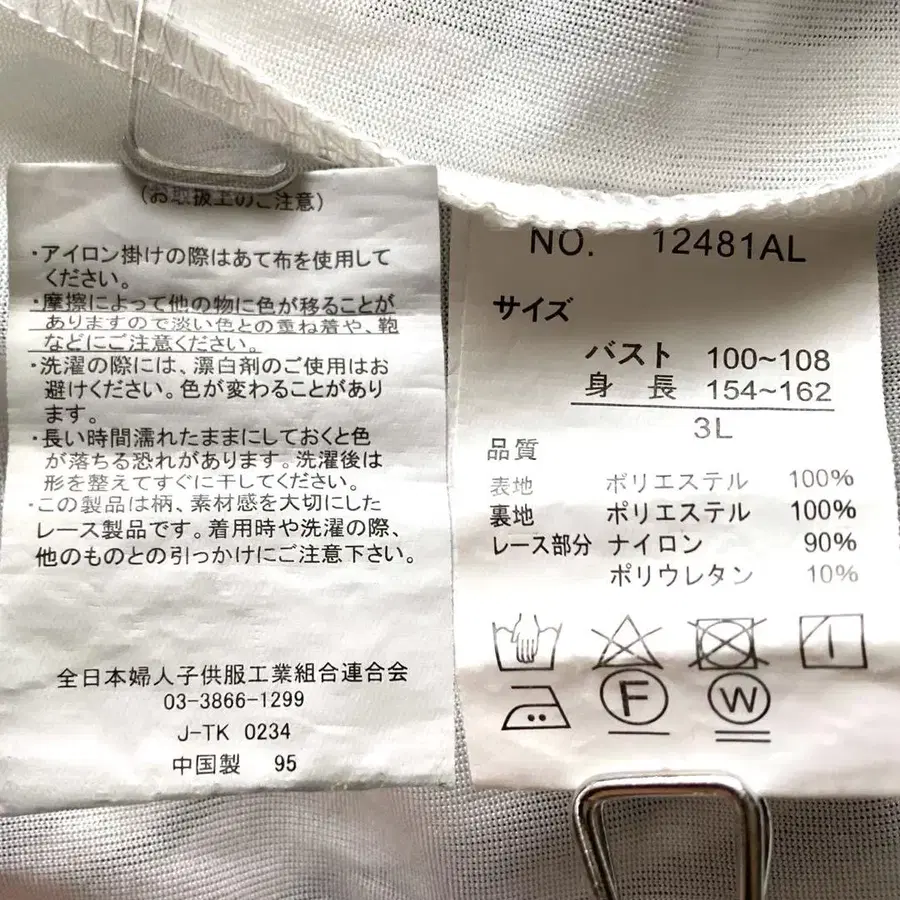 (お取扱上のご注意)
・アイロン掛けの際はあて布を使用して
ください。
・摩擦によって他の物に色が移ることが
ありますので淡い色との重ね着や、鞄
などにご注意ください。
・洗濯の際には、漂白剤のご使用はお
避けください。色が変わることがあり
ます。
・長い時間濡れたままにしておくと色
が落ちる恐れがあります。洗濯後は
形を整えてすぐに干してください。
・この製品は柄、素材感を大切にした
レース製品です。着用時や洗濯の際、
他のものとの引っかけにご注意下さい。
全日本婦人子供服工業組合連合会
03-3866-1299
J-TK 0234
中国製 95
NO. 12481AL
サイズ
バスト 100~108
身長 154~162
3L
品質
表地 ポリエステル 100%
裏地 ポリエステル 100%
レース部分 ナイロン 90%
ポリウレタン 10%
F W